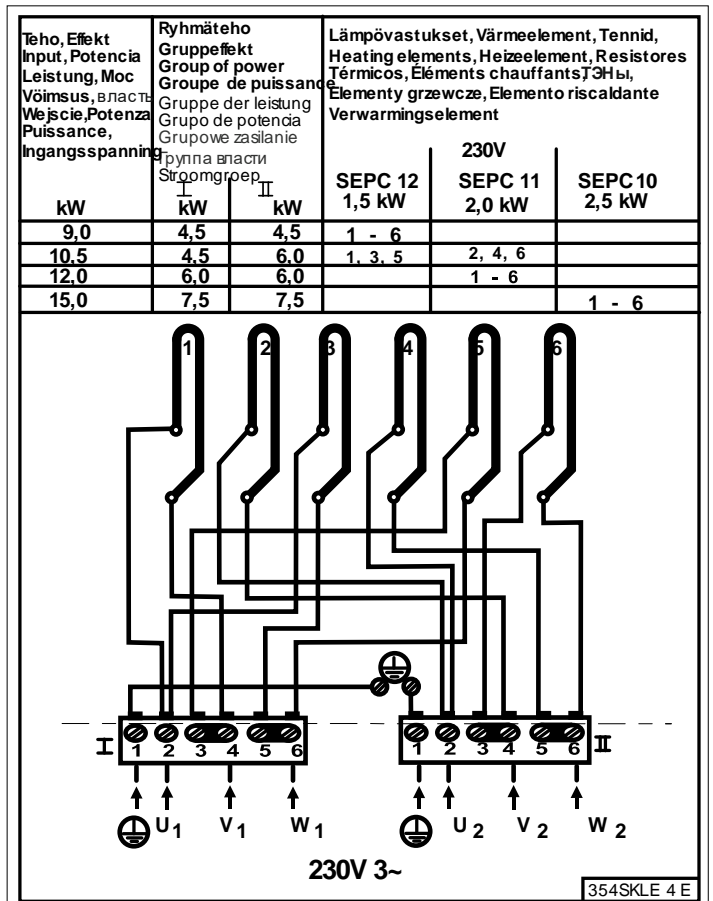 Teho, Effekt
Input, Potencia
Leistung, Moc
Vöimsus, власть
Wejscie,Potenza
Puissance,
Ingangsspanning
kW
Ryhmäteho
Gruppeffekt
Group of power
Groupe de puissance
Gruppe der leistung
Grupo de potencia
Grupowe zasilanie
Группа власти
Stroomgroep
I II
kW kW
Lämpövastukset, Värmeelement, Tennid,
Heating elements, Heizeelement, Resistores
Térmicos, Éléments chauffants,ТЭНы,
Elementy grzewcze, Elemento riscaldante
Verwarmingselement
230V
SEPC 12 SEPC 11 SEPC10
1,5 kW 2,0 kW 2,5 kW
9,0 4,5 4,5 1 - 6
10,5 4,5 6,0 1, 3, 5 2, 4, 6
12,0 6,0 6,0 1 - 6
15,0 7,5 7,5 1 - 6
1 2 3 4 5 6
I 1 2 3 4 5 6 1 2 3 4 5 6 II
U1 V1 W1 U2 V2 W2
230V 3~
354SKLE 4 E